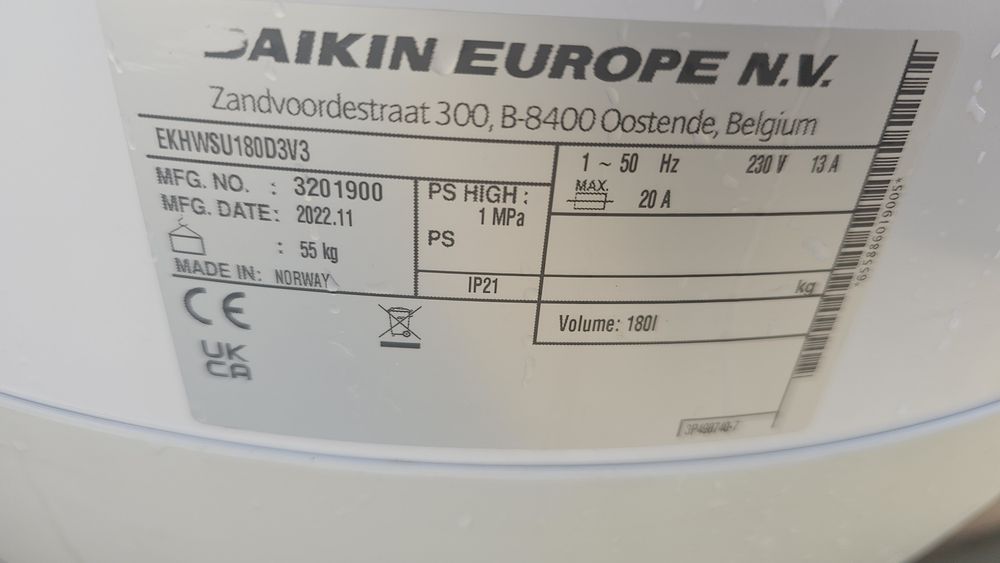 DAIKIN EUROPE N.V.
Zandvoordestraat 300, B-8400 Oostende, Belgium
EKHWSU180D3V3
MFG. NO. : 3201900
MFG. DATE: 2022.11
: 55 kg
MADE IN: NORWAY
PS HIGH :
1 MPa
PS
IP21
1 ~ 50 Hz 230 V 13 A
MAX. 20 A
kg
Volume: 180l
CE
UK
CA
3P498740-7